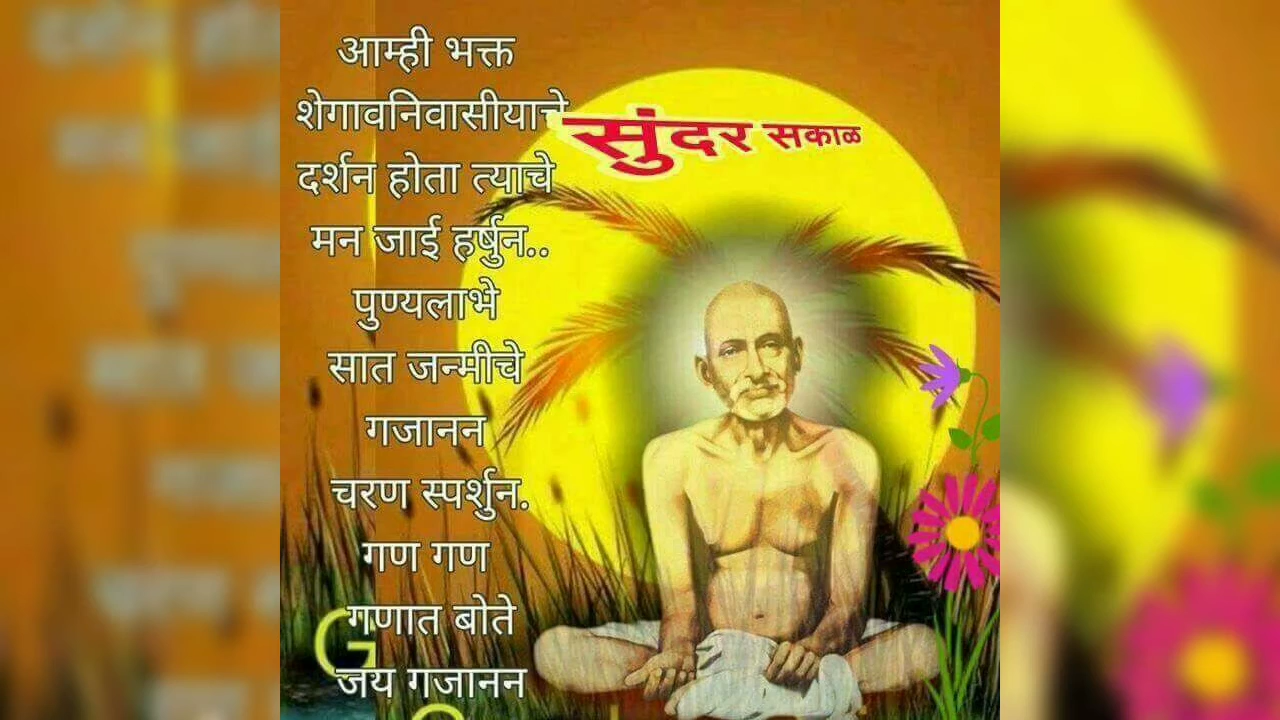 आम्ही भक्त
शेगावनिवासीयाचे
सुंदर सकाळ
दर्शन होता त्याचे
मन जाई हर्षुन..
पुण्यलाभे
सात जन्मीचे
गजानन
चरण स्पर्शुन.
गण गण
गणात बोते
G
जय गजानन